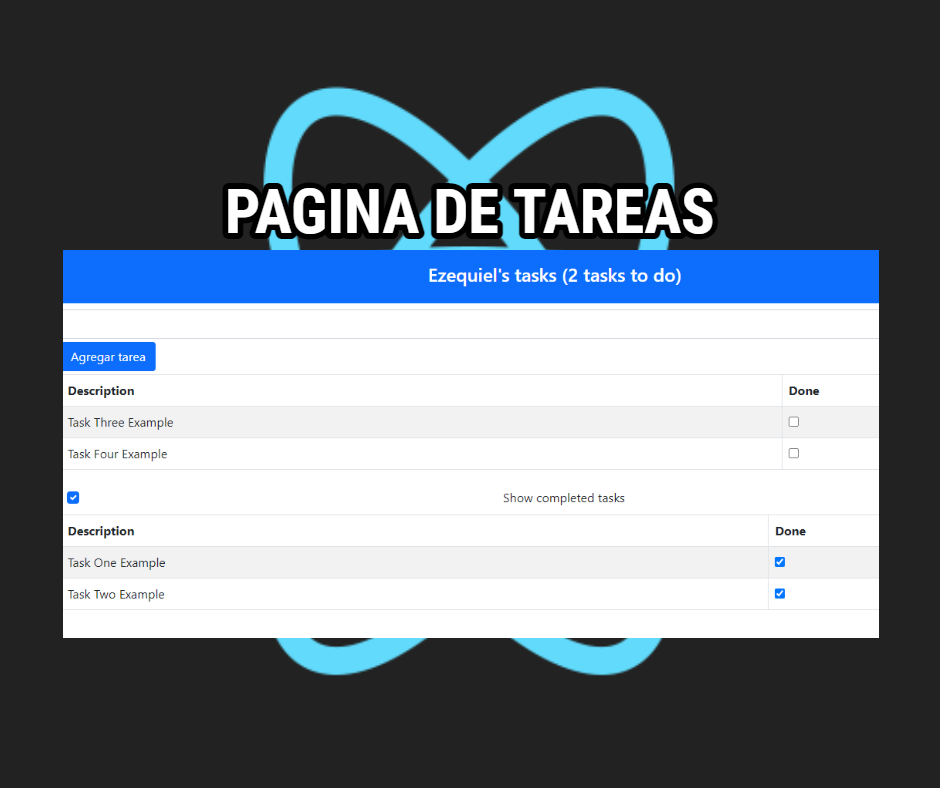 PAGINA DE TAREAS
Ezequiel's tasks (2 tasks to do)
Agregar tarea
Description Done
Task Three Example
Task Four Example
Show completed tasks
Description Done
Task One Example
Task Two Example